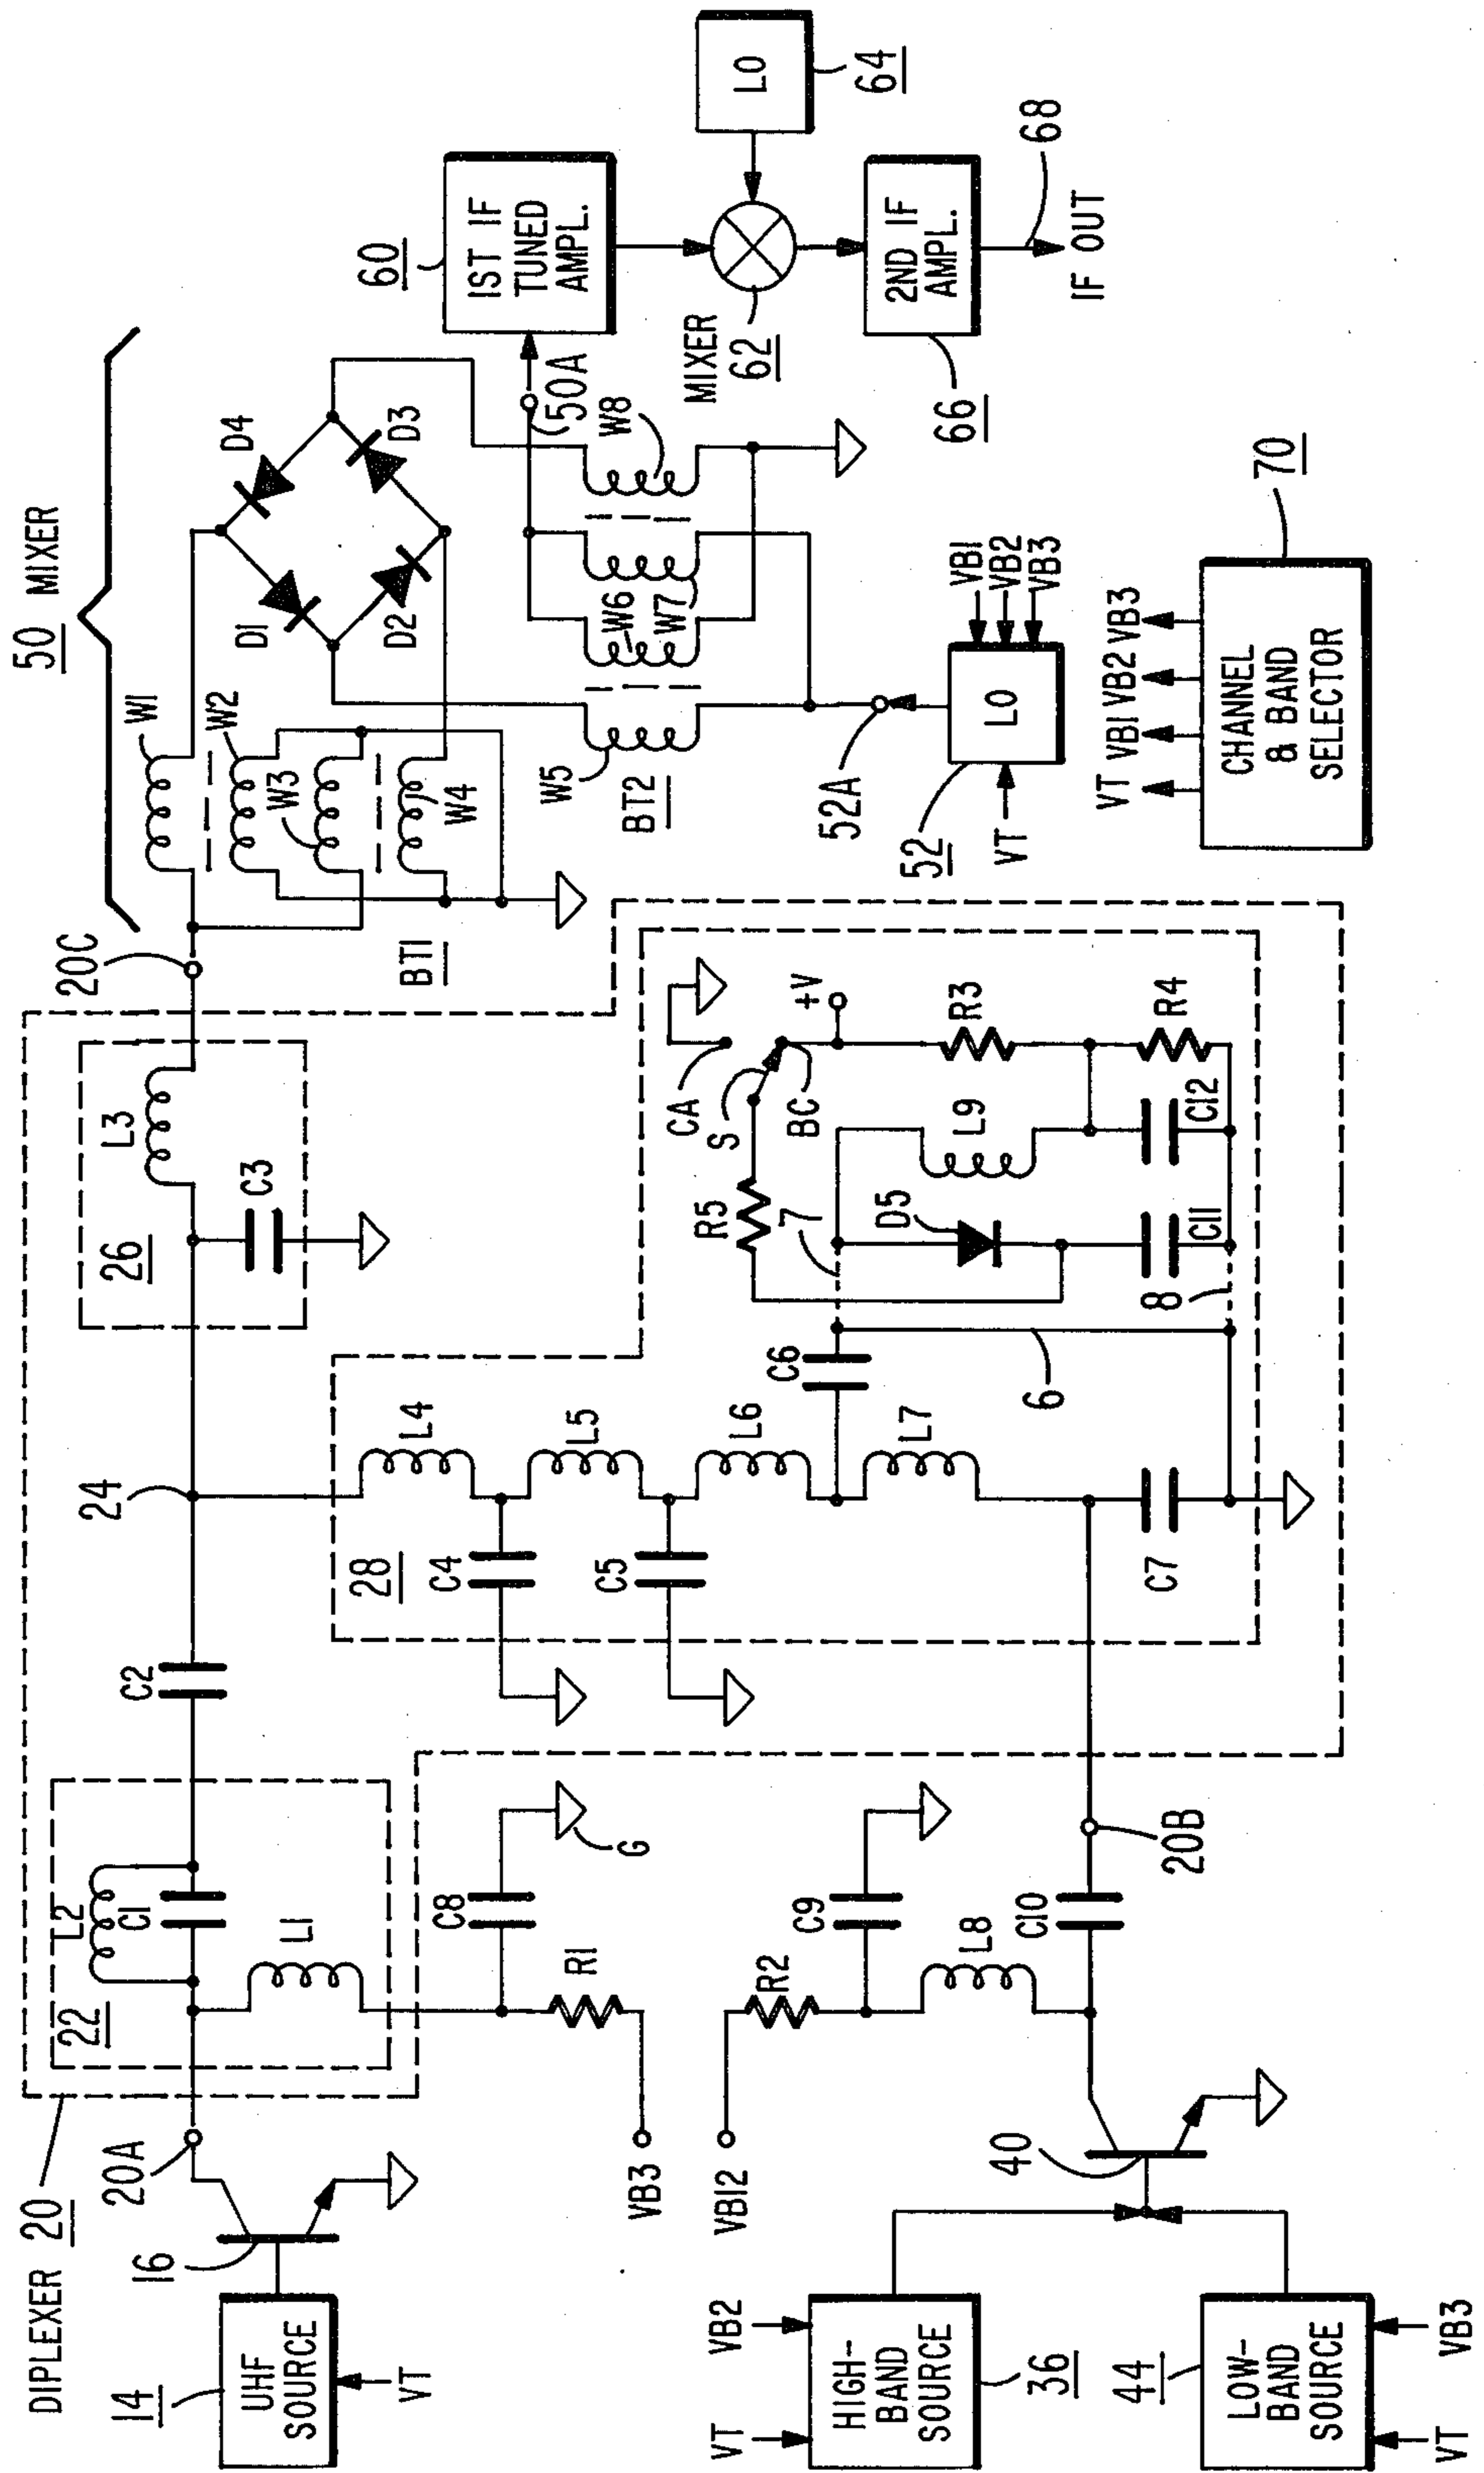 DIPLEXER 20
14
UHF
SOURCE
VT
16
20A
22
L2
C1
L1
C8
G
R1
VB3
C2
24
26
L3
C3
20C
50 MIXER
W1
W2
W3
W4
BT1
D1
D2
D3
D4
W5
W6
W7
W8
BT2
50A
52A
LO
52
VT
VB1
VB2
VB3
60
1ST IF
TUNED
AMPL.
MIXER
62
LO
64
2ND IF
AMPL.
66
68
IF OUT
70
CHANNEL
& BAND
SELECTOR
VT
VB1
VB2
VB3
28
L4
C4
L5
C5
L6
C6
L7
C7
6
7
8
R5
D5
C11
L9
C12
R3
R4
CA
S
BC
+V
VB12
R2
C9
L8
C10
20B
40
VB2
VT
HIGH-
BAND
SOURCE
36
44
LOW-
BAND
SOURCE
VT
VB3